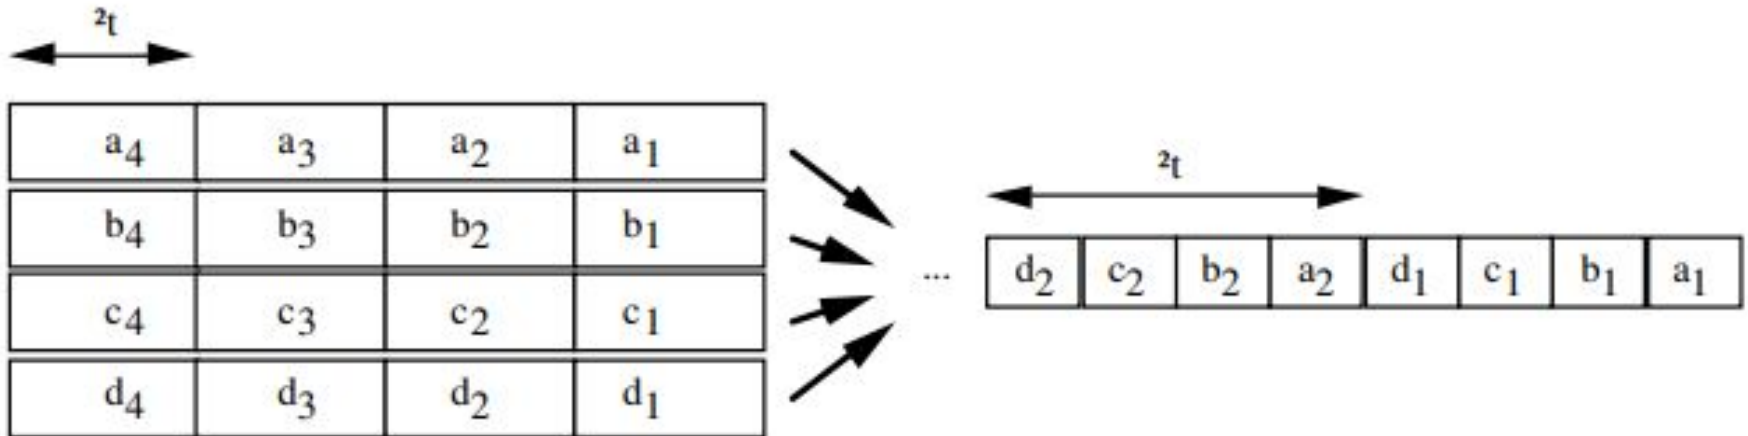 ²t
a4 a3 a2 a1
²t
b4 b3 b2 b1
... d2 c2 b2 a2 d1 c1 b1 a1
c4 c3 c2 c1
d4 d3 d2 d1